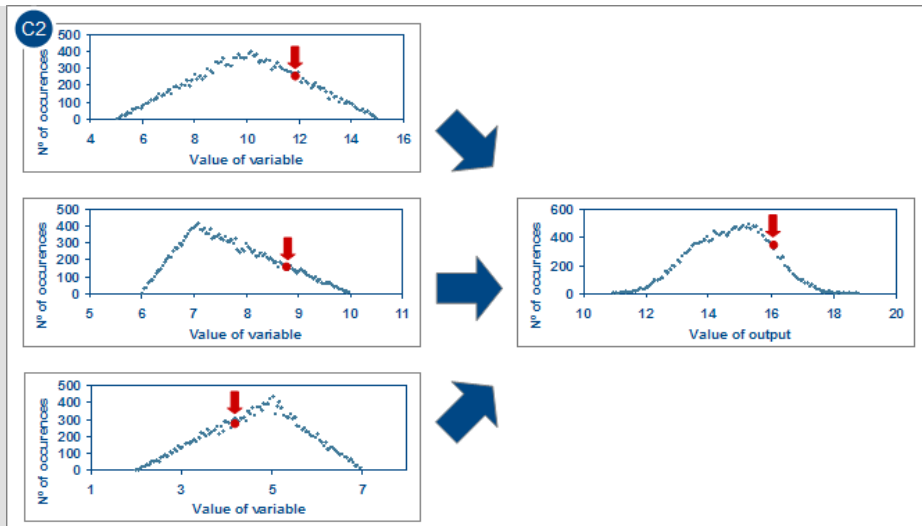 C2
Nº of occurences
500
400
300
200
100
0
4 6 8 10 12 14 16
Value of variable
Nº of occurences
500
400
300
200
100
0
5 6 7 8 9 10 11
Value of variable
Nº of occurences
600
400
200
0
10 12 14 16 18 20
Value of output
Nº of occurences
500
400
300
200
100
0
1 3 5 7
Value of variable